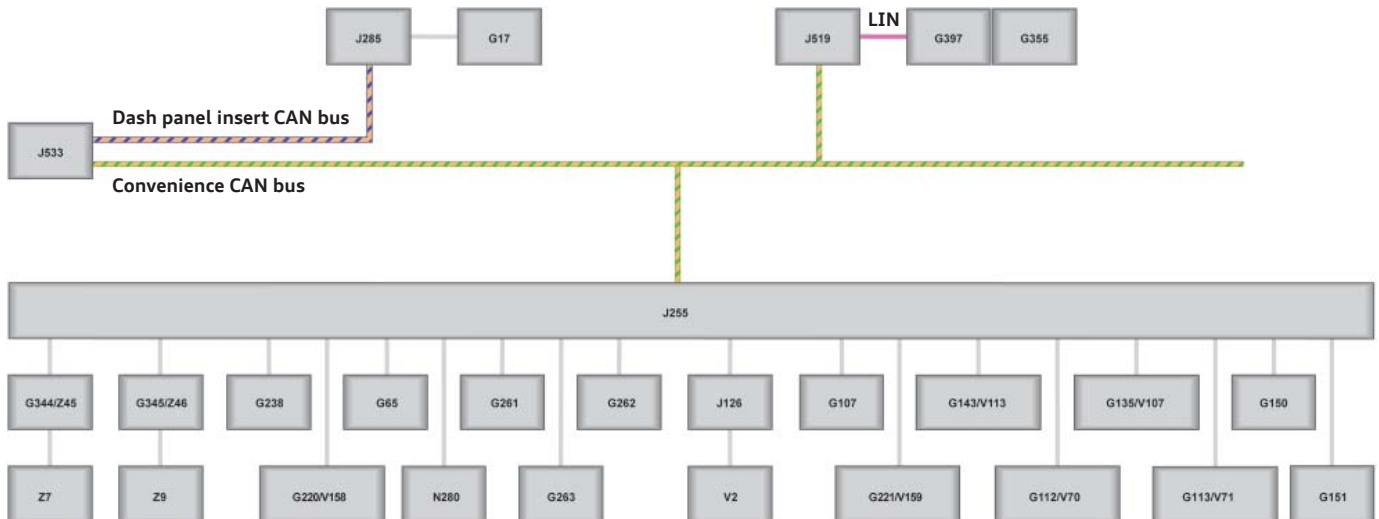 LIN
J285
G17
J519
G397
G355
Dash panel insert CAN bus
J533
Convenience CAN bus
J255
G344/Z45
G345/Z46
G238
G65
G261
G262
J126
G107
G143/V113
G135/V107
G150
Z7
Z9
G220/V158
N280
G263
V2
G221/V159
G112/V70
G113/V71
G151